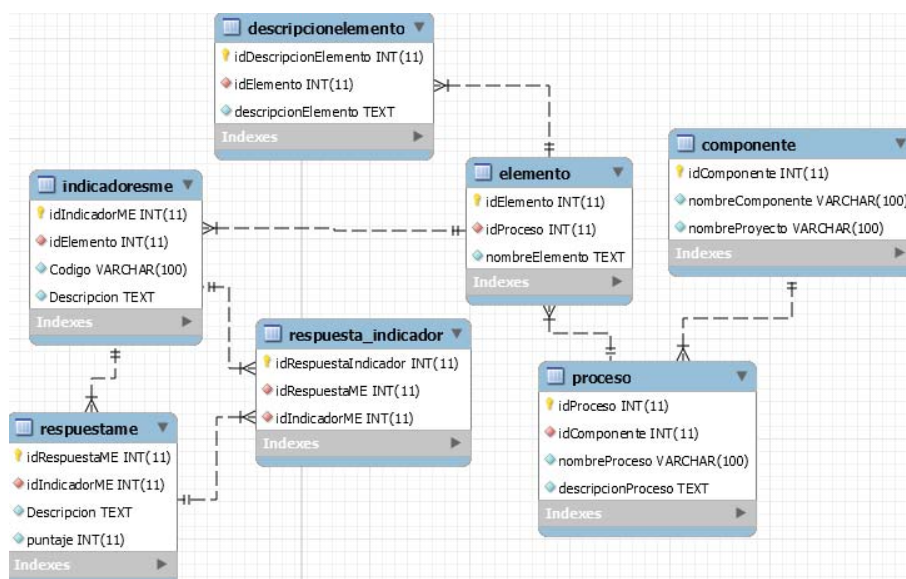 descripcionelemento
idDescripcionElemento INT(11)
idElemento INT(11)
descripcionElemento TEXT
Indexes
componente
idComponente INT(11)
nombreComponente VARCHAR(100)
nombreProyecto VARCHAR(100)
Indexes
elemento
idElemento INT(11)
idProceso INT(11)
nombreElemento TEXT
Indexes
indicadoresme
idIndicadorME INT(11)
idElemento INT(11)
Codigo VARCHAR(100)
Descripcion TEXT
Indexes
respuesta_indicador
idRespuestaIndicador INT(11)
idRespuestaME INT(11)
idIndicadorME INT(11)
Indexes
proceso
idProceso INT(11)
idComponente INT(11)
nombreProceso VARCHAR(100)
descripcionProceso TEXT
Indexes
respuestame
idRespuestaME INT(11)
idIndicadorME INT(11)
Descripcion TEXT
puntaje INT(11)
Indexes